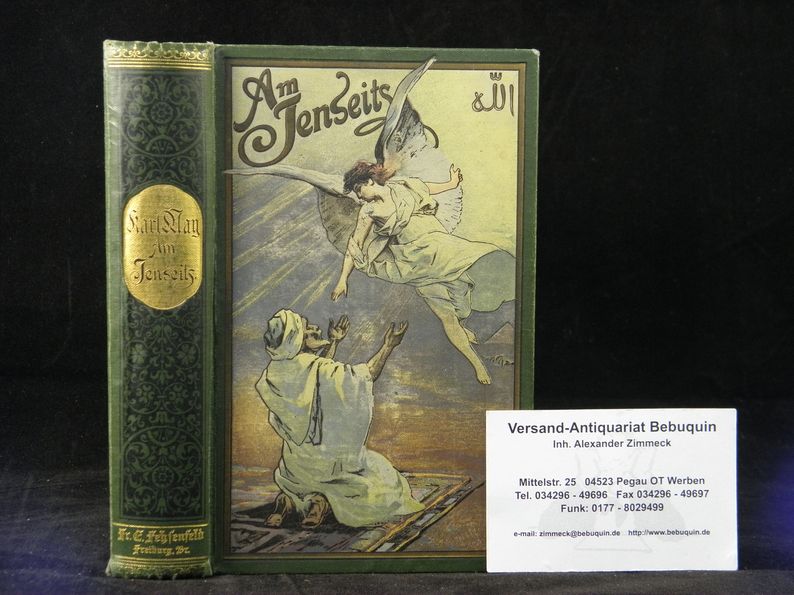 Am
Jenseits
الله
Karl May
Am
Jenseits.
Fr. E. Fehsenfeld
Freiburg, Br.
Versand-Antiquariat Bebuquin
Inh. Alexander Zimmeck
Mittelstr. 25 04523 Pegau OT Werben
Tel. 034296 - 49696 Fax 034296 - 49697
Funk: 0177 - 8029499
e-mail: zimmeck@bebuquin.de http://www.bebuquin.de